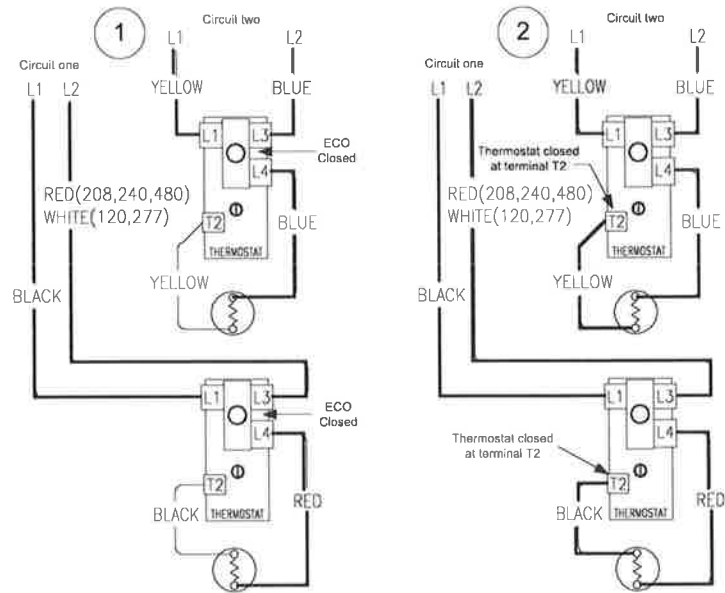 1
Circuit two
L1
L2
Circuit one
L1
L2
YELLOW
BLUE
L1
L3
ECO
Closed
L4
RED(208,240,480)
WHITE(120,277)
T2
BLUE
THERMOSTAT
YELLOW
BLACK
L1
L3
ECO
Closed
L4
T2
RED
BLACK
THERMOSTAT
2
Circuit two
L1
L2
Circuit one
L1
L2
YELLOW
BLUE
L1
L3
Thermostat closed
at terminal T2
L4
RED(208,240,480)
WHITE(120,277)
T2
BLUE
THERMOSTAT
YELLOW
BLACK
L1
L3
L4
Thermostat closed
at terminal T2
T2
RED
BLACK
THERMOSTAT